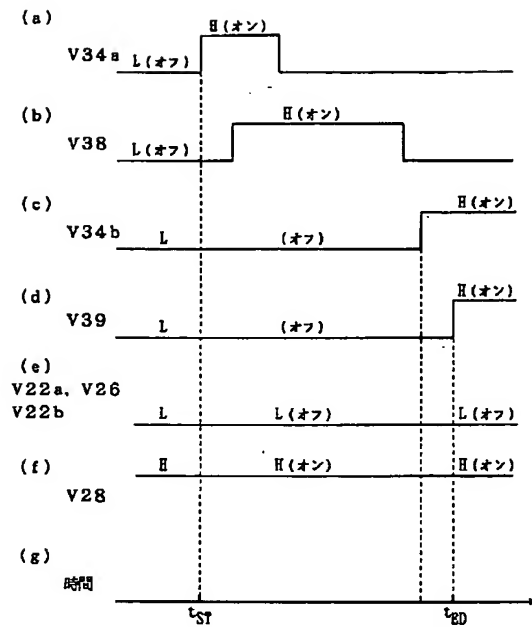 (a)
H(オン)
V34a L(オフ)
(b)
H(オン)
V38
L(オフ)
(c)
H(オン)
V34b L (オフ)
(d)
H(オン)
V39 L (オフ)
(e)
V22a, V26
V22b L L(オフ) L(オフ)
(f) H H(オン) H(オン)
V28
(g)
時間
tST tED